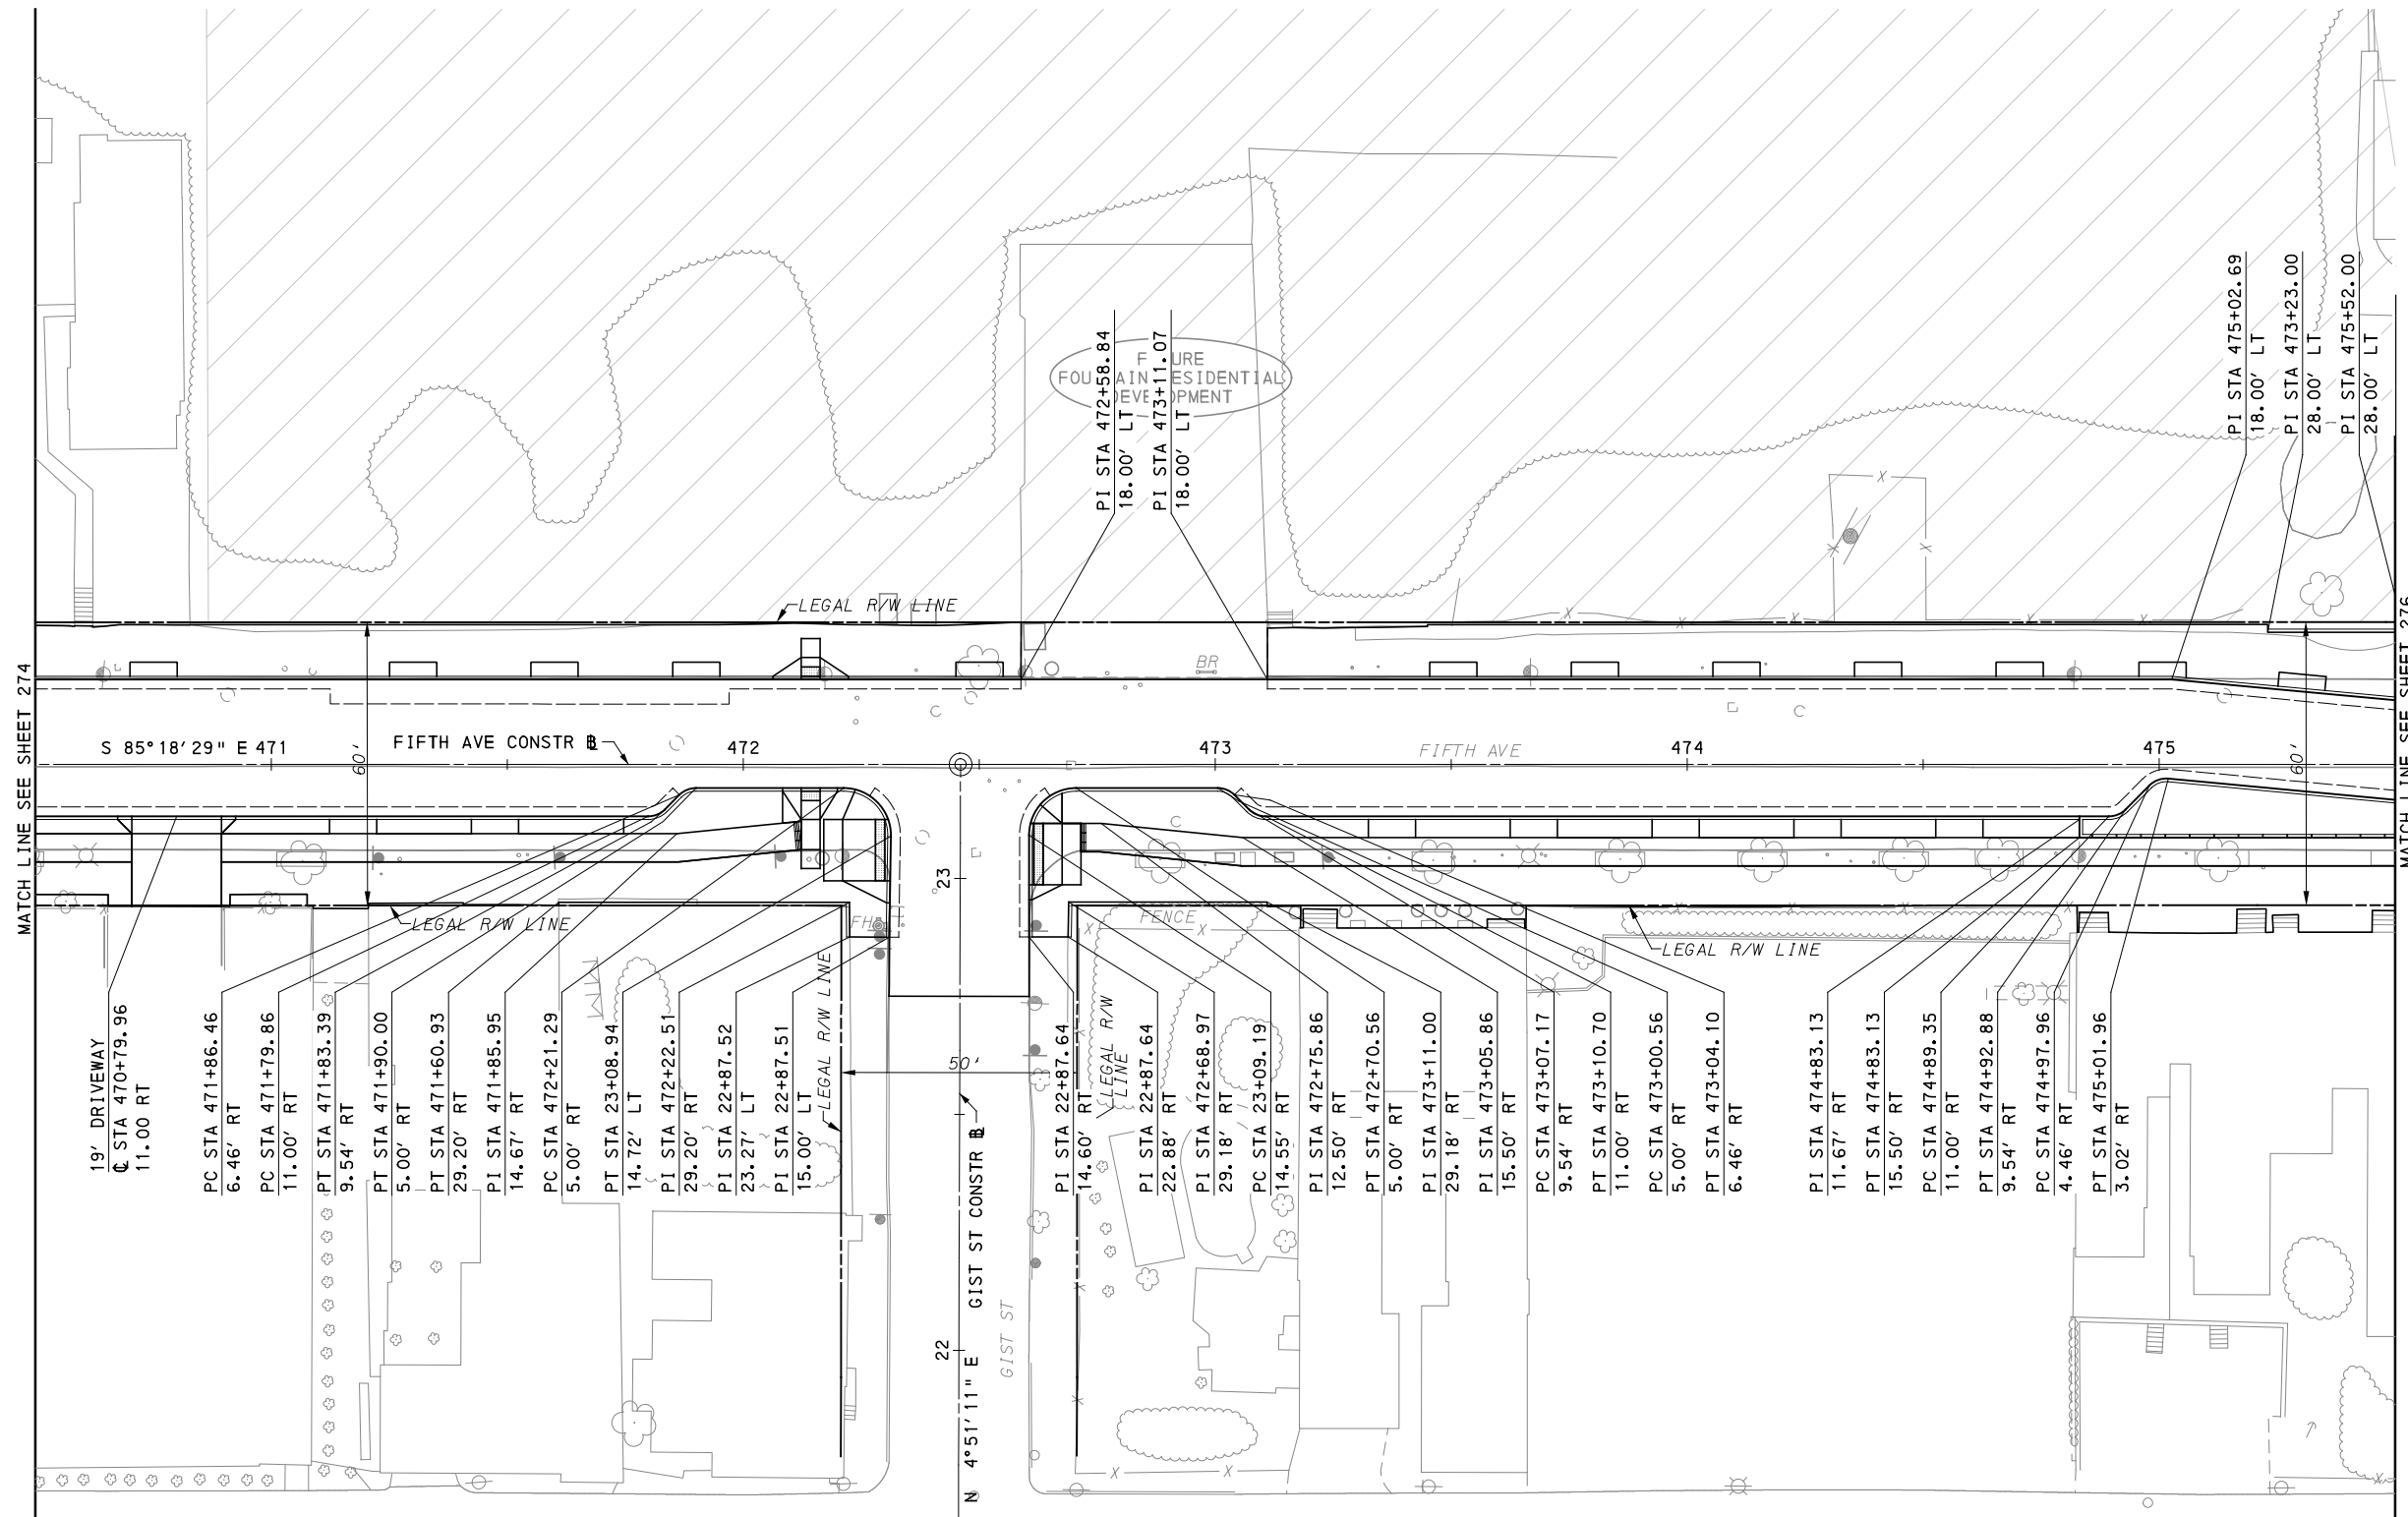 PI STA 475+02.69
18.00' LT
PI STA 473+23.00
28.00' LT
PI STA 475+52.00
28.00' LT
PI STA 472+58.84
18.00' LT
PI STA 473+11.07
18.00' LT
LEGAL R/W LINE
BR
MATCH LINE SEE SHEET 274
MATCH LINE SEE SHEET 276
60'
60'
S 85°18'29" E
471
FIFTH AVE CONSTR BL
472
473
FIFTH AVE
474
475
23
LEGAL R/W LINE
FH
FENCE
LEGAL R/W LINE
LEGAL R/W LINE
LEGAL R/W
LINE
50'
19' DRIVEWAY
CL STA 470+79.96
11.00 RT
PC STA 471+86.46
6.46' RT
PC STA 471+79.86
11.00' RT
PT STA 471+83.39
9.54' RT
PT STA 471+90.00
5.00' RT
PT STA 471+60.93
29.20' RT
PI STA 471+85.95
14.67' RT
PC STA 472+21.29
5.00' RT
PT STA 23+08.94
14.72' LT
PI STA 472+22.51
29.20' RT
PI STA 22+87.52
23.27' LT
PI STA 22+87.51
15.00' LT
PI STA 22+87.64
14.60' RT
PI STA 22+87.64
22.88' RT
PI STA 472+68.97
29.18' RT
PC STA 23+09.19
14.55' RT
PI STA 472+75.86
12.50' RT
PT STA 472+70.56
5.00' RT
PI STA 473+11.00
29.18' RT
PI STA 473+05.86
15.50' RT
PC STA 473+07.17
9.54' RT
PT STA 473+10.70
11.00' RT
PC STA 473+00.56
5.00' RT
PT STA 473+04.10
6.46' RT
PI STA 474+83.13
11.67' RT
PT STA 474+83.13
15.50' RT
PC STA 474+89.35
11.00' RT
PT STA 474+92.88
9.54' RT
PC STA 474+97.96
4.46' RT
PT STA 475+01.96
3.02' RT
GIST ST CONSTR BL
GIST ST
22
N 4°51'11" E